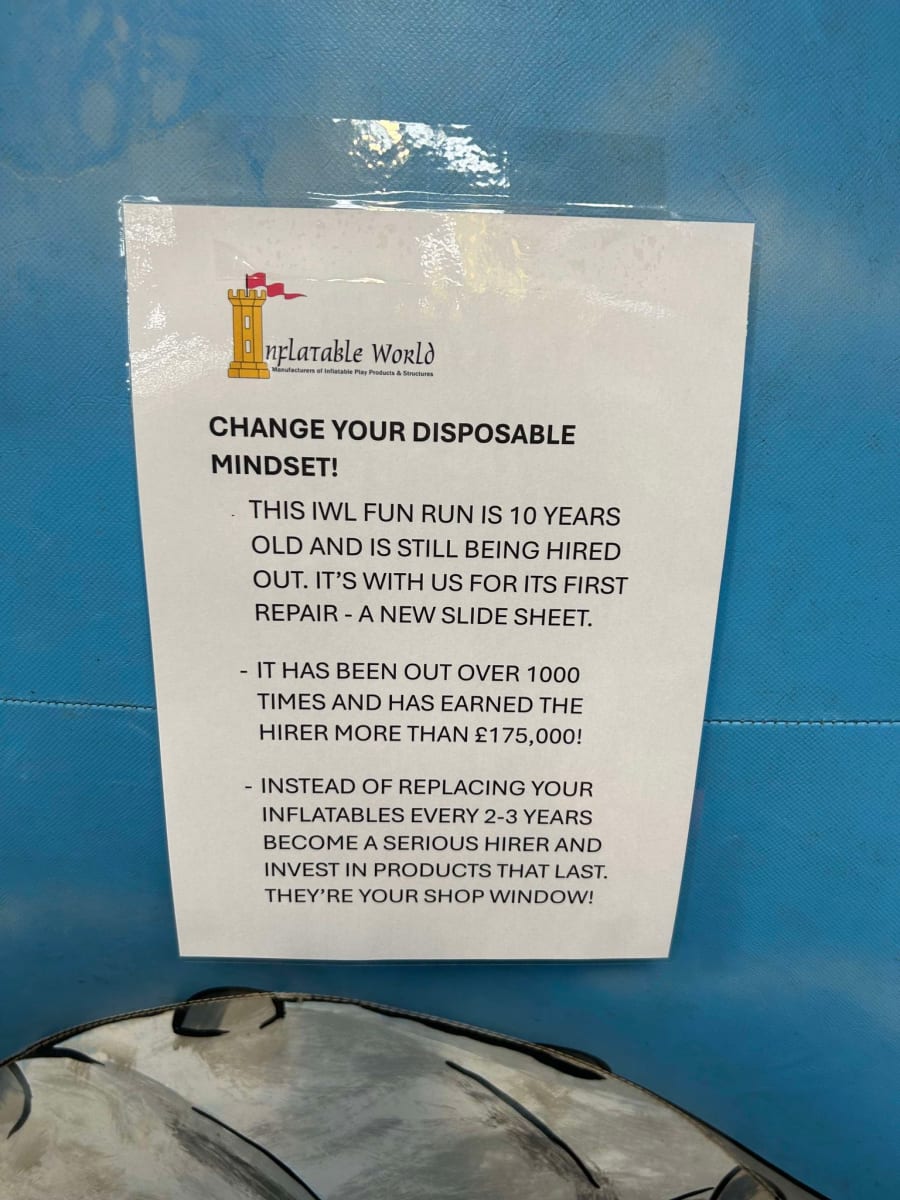 Inflatable World
Manufacturers of Inflatable Play Products & Structures
CHANGE YOUR DISPOSABLE
MINDSET!
THIS IWL FUN RUN IS 10 YEARS
OLD AND IS STILL BEING HIRED
OUT. IT’S WITH US FOR ITS FIRST
REPAIR - A NEW SLIDE SHEET.
- IT HAS BEEN OUT OVER 1000
TIMES AND HAS EARNED THE
HIRER MORE THAN £175,000!
- INSTEAD OF REPLACING YOUR
INFLATABLES EVERY 2-3 YEARS
BECOME A SERIOUS HIRER AND
INVEST IN PRODUCTS THAT LAST.
THEY’RE YOUR SHOP WINDOW!